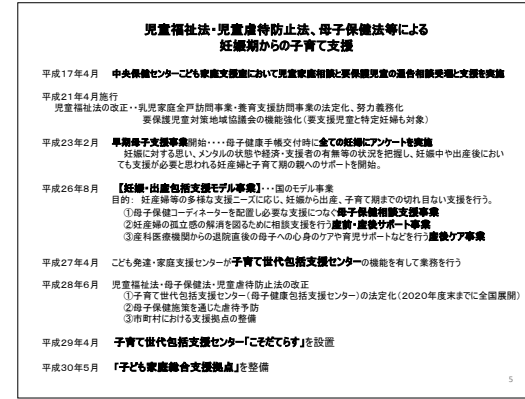 児童福祉法・児童虐待防止法、母子保健法等による
妊娠期からの子育て支援
平成17年4月 中央保健センターこども家庭支援室において児童家庭相談と要保護児童の通告相談受理と支援を実施
平成21年4月施行
児童福祉法の改正・・乳児家庭全戸訪問事業・養育支援訪問事業の法定化、努力義務化
要保護児童対策地域協議会の機能強化（要支援児童と特定妊婦も対象）
平成23年2月 早期母子支援事業開始・・・・母子健康手帳交付時に全ての妊婦にアンケートを実施
妊娠に対する思い、メンタルの状態や経済・支援者の有無等の状況を把握し、妊娠中や出産後におい
ても支援が必要と思われる妊産婦と子育て期の親へのサポートを開始。
平成26年8月 【妊娠・出産包括支援モデル事業】・・・国のモデル事業
目的： 妊産婦等の多様な支援ニーズに応じ、妊娠から出産、子育て期までの切れ目ない支援を行う。
①母子保健コーディネーターを配置し必要な支援につなぐ母子保健相談支援事業
②妊産婦の孤立感の解消を図るために相談支援を行う産前・産後サポート事業
③産科医療機関からの退院直後の母子への心身のケアや育児サポートなどを行う産後ケア事業
平成27年4月 こども発達・家庭支援センターが子育て世代包括支援センターの機能を有して業務を行う
平成28年6月 児童福祉法・母子保健法・児童虐待防止法の改正
①子育て世代包括支援センター（母子健康包括支援センター）の法定化（2020年度末までに全国展開）
②母子保健施策を通じた虐待予防
③市町村における支援拠点の整備
平成29年4月 子育て世代包括支援センター「こそだてらす」を設置
平成30年5月 「子ども家庭総合支援拠点」を整備
5